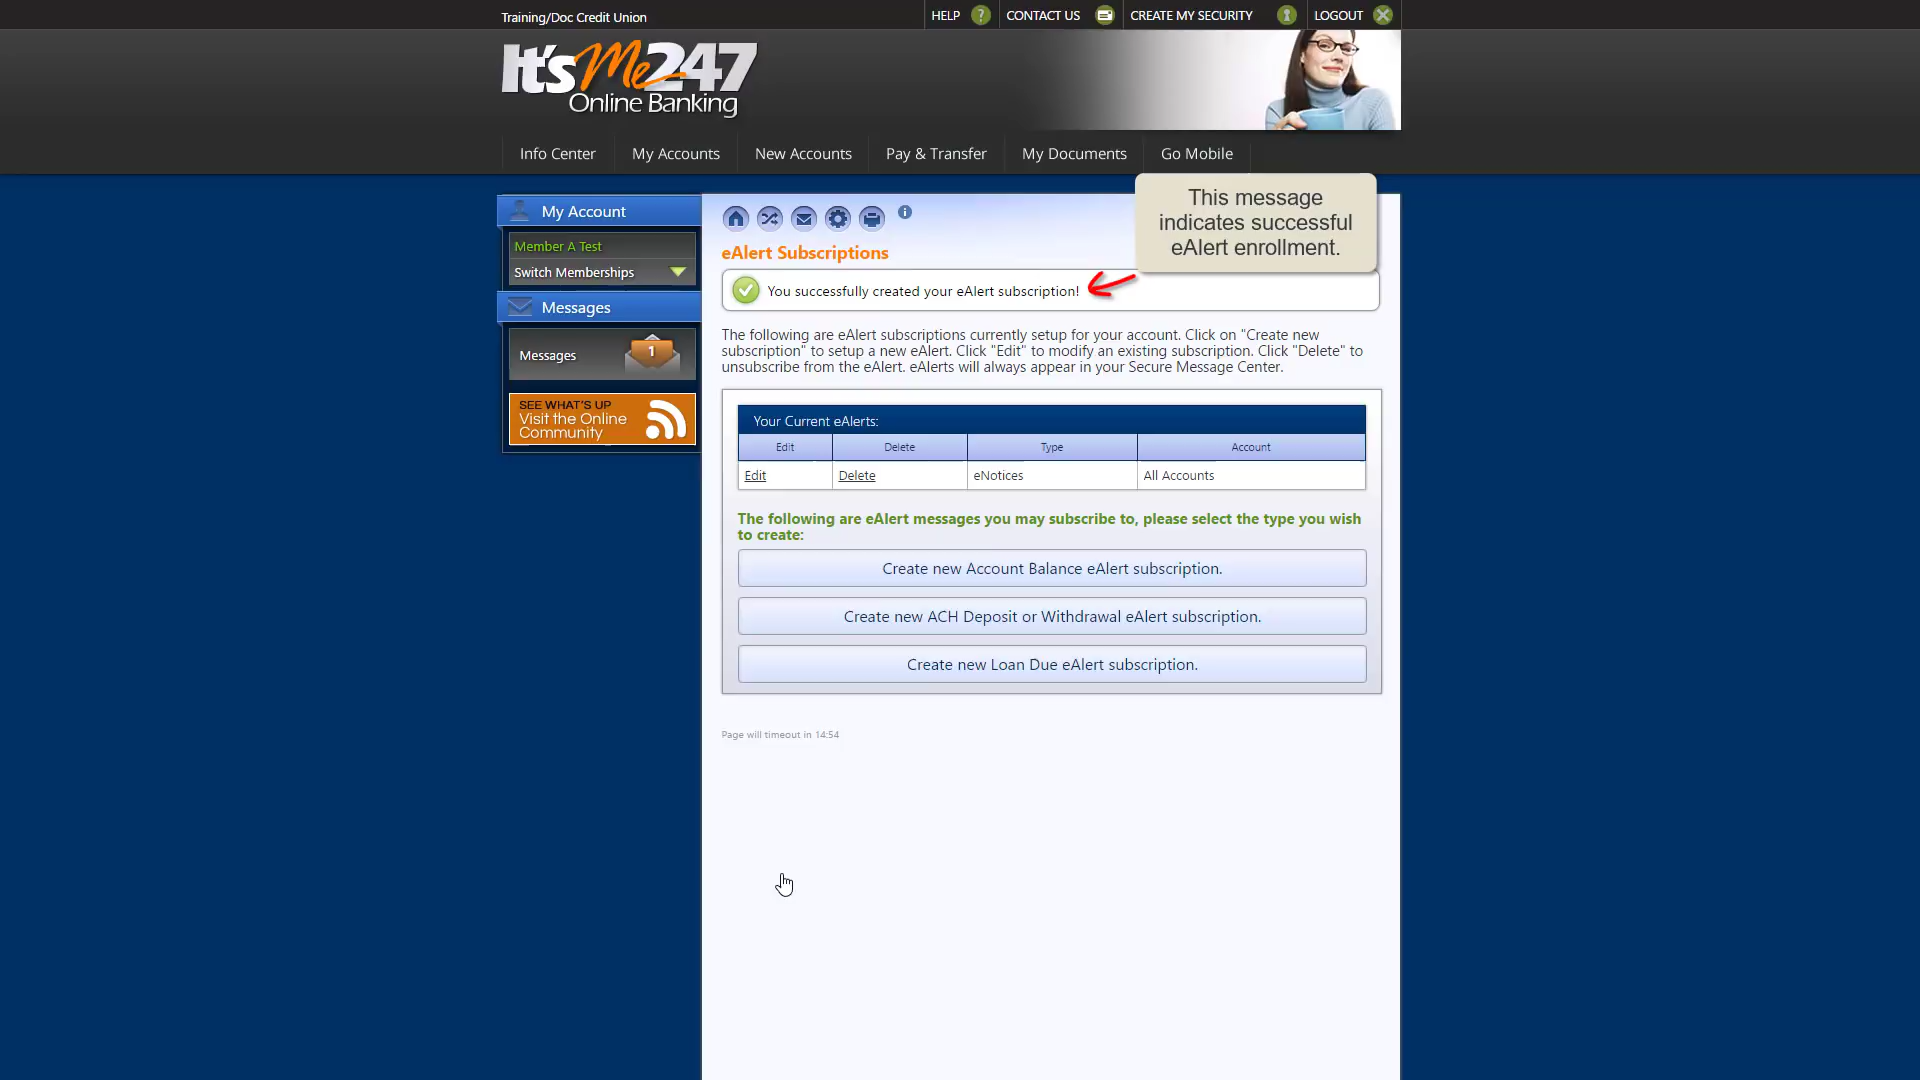 Training/Doc Credit Union
HELP ?
CONTACT US
CREATE MY SECURITY
LOGOUT
It's Me 247
Online Banking
Info Center
My Accounts
New Accounts
Pay & Transfer
My Documents
Go Mobile
This message
indicates successful
eAlert enrollment.
My Account
Member A Test
Switch Memberships
Messages
Messages
1
SEE WHAT'S UP
Visit the Online
Community
i
eAlert Subscriptions
You successfully created your eAlert subscription!
The following are eAlert subscriptions currently setup for your account. Click on "Create new
subscription" to setup a new eAlert. Click "Edit" to modify an existing subscription. Click "Delete" to
unsubscribe from the eAlert. eAlerts will always appear in your Secure Message Center.
Your Current eAlerts:
Edit Delete Type Account
Edit Delete eNotices All Accounts
The following are eAlert messages you may subscribe to, please select the type you wish
to create:
Create new Account Balance eAlert subscription.
Create new ACH Deposit or Withdrawal eAlert subscription.
Create new Loan Due eAlert subscription.
Page will timeout in 14:54